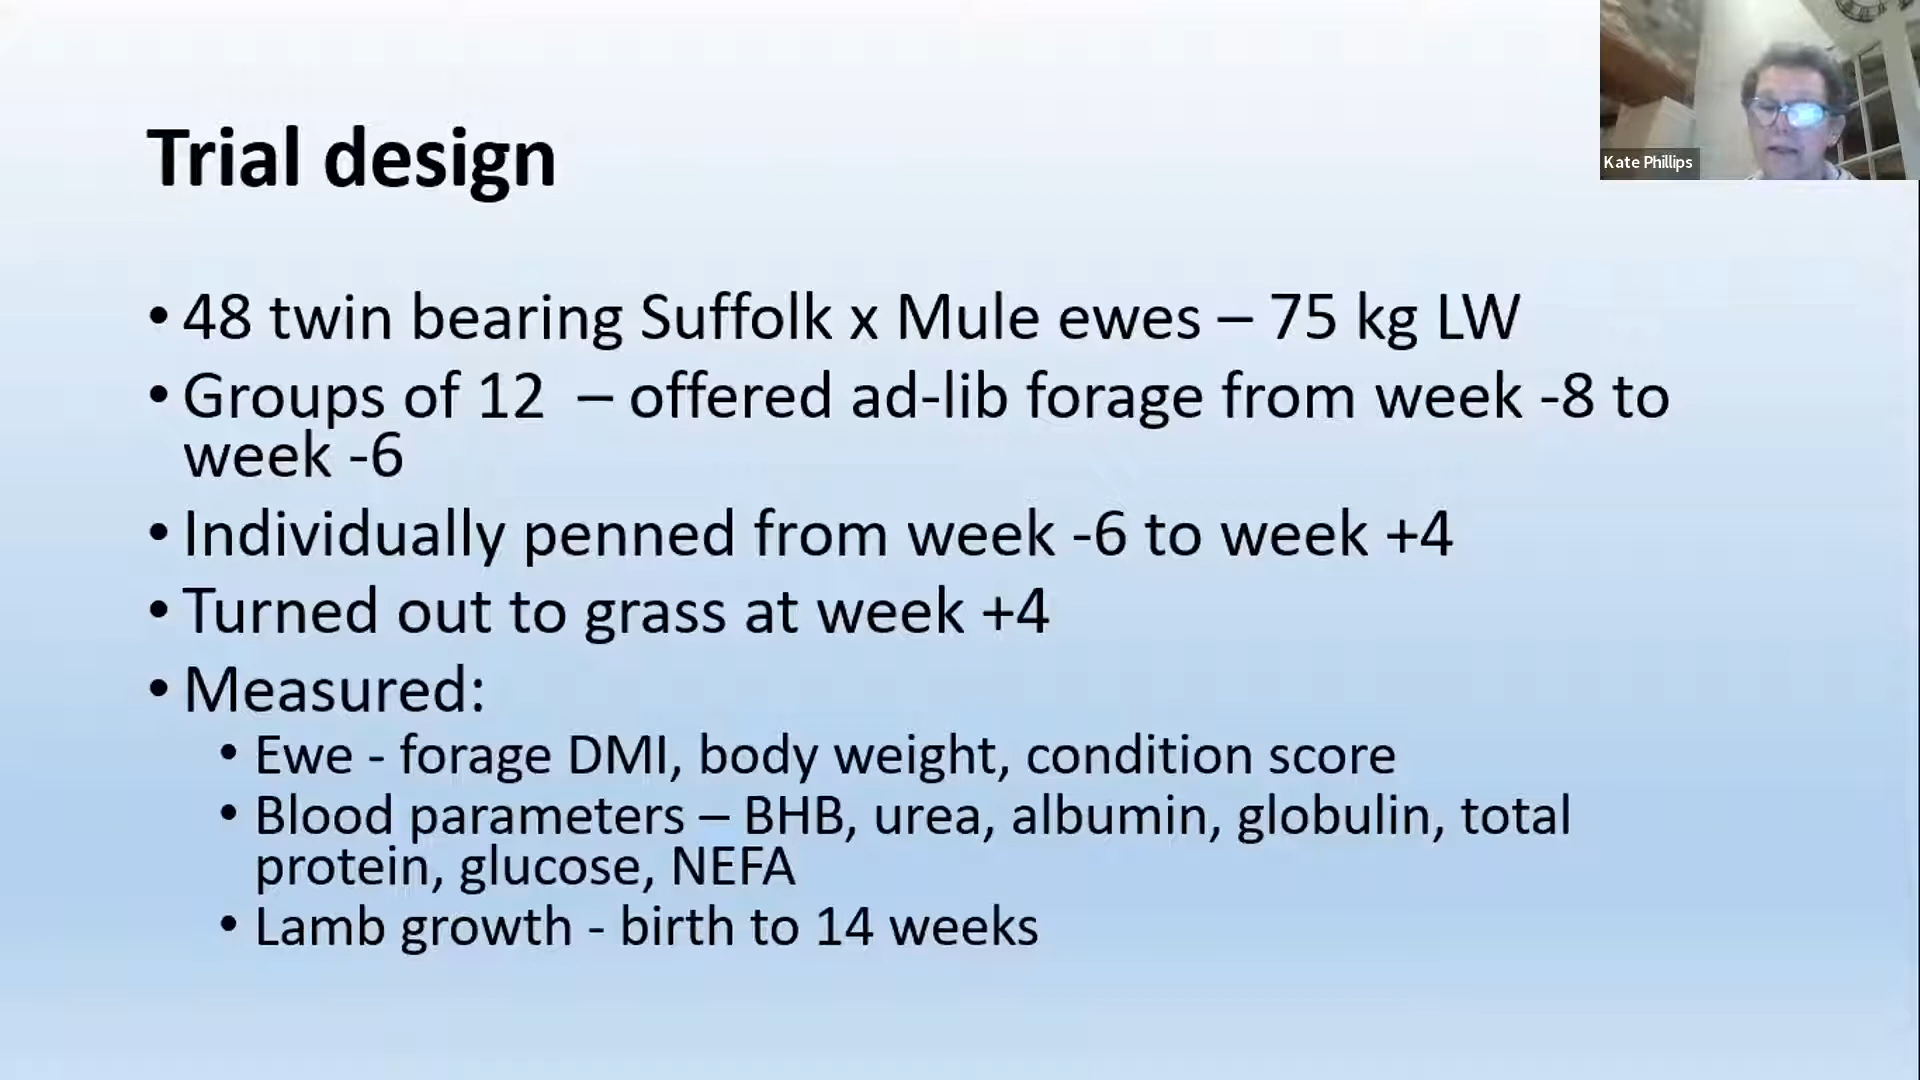 Kate Phillips
Trial design
• 48 twin bearing Suffolk x Mule ewes – 75 kg LW
• Groups of 12 – offered ad-lib forage from week -8 to
week -6
• Individually penned from week -6 to week +4
• Turned out to grass at week +4
• Measured:
• Ewe - forage DMI, body weight, condition score
• Blood parameters – BHB, urea, albumin, globulin, total
protein, glucose, NEFA
• Lamb growth - birth to 14 weeks